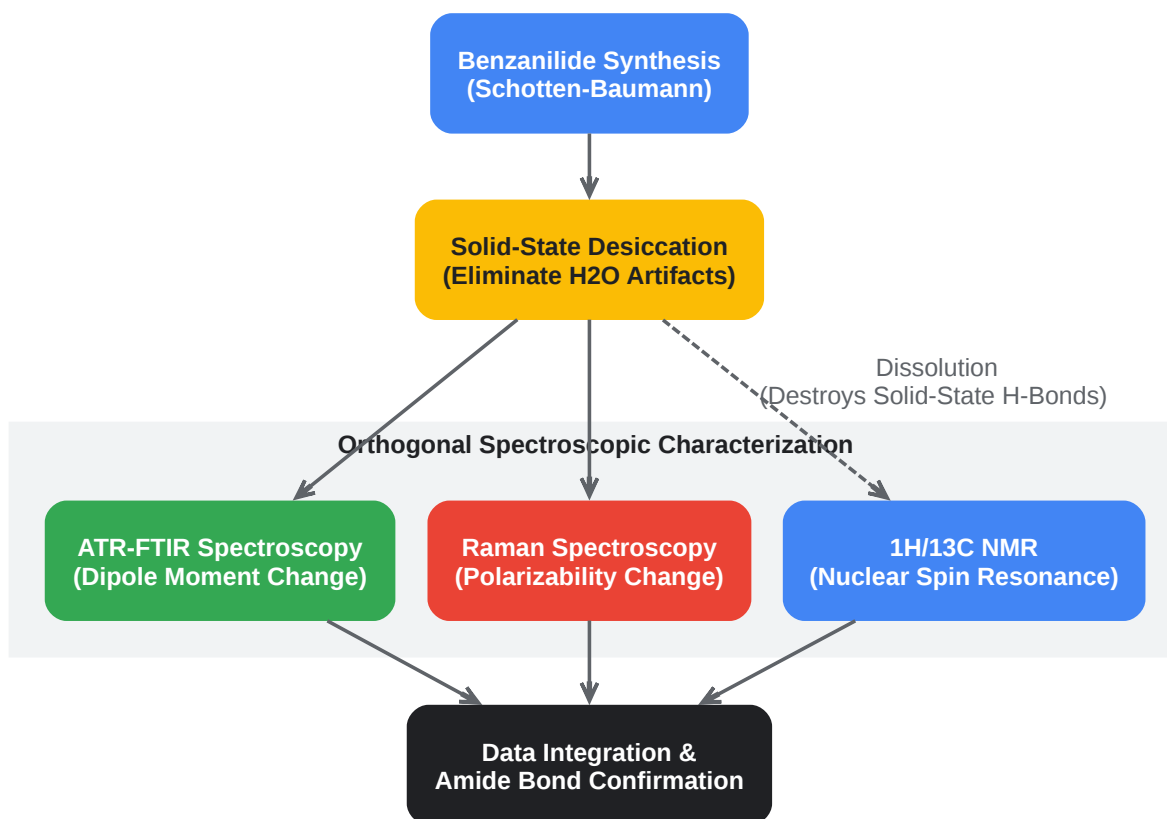 Benzanilide Synthesis
(Schotten-Baumann)
Solid-State Desiccation
(Eliminate H2O Artifacts)
Dissolution
(Destroys Solid-State H-Bonds)
Orthogonal Spectroscopic Characterization
ATR-FTIR Spectroscopy
(Dipole Moment Change)
Raman Spectroscopy
(Polarizability Change)
1H/13C NMR
(Nuclear Spin Resonance)
Data Integration &
Amide Bond Confirmation